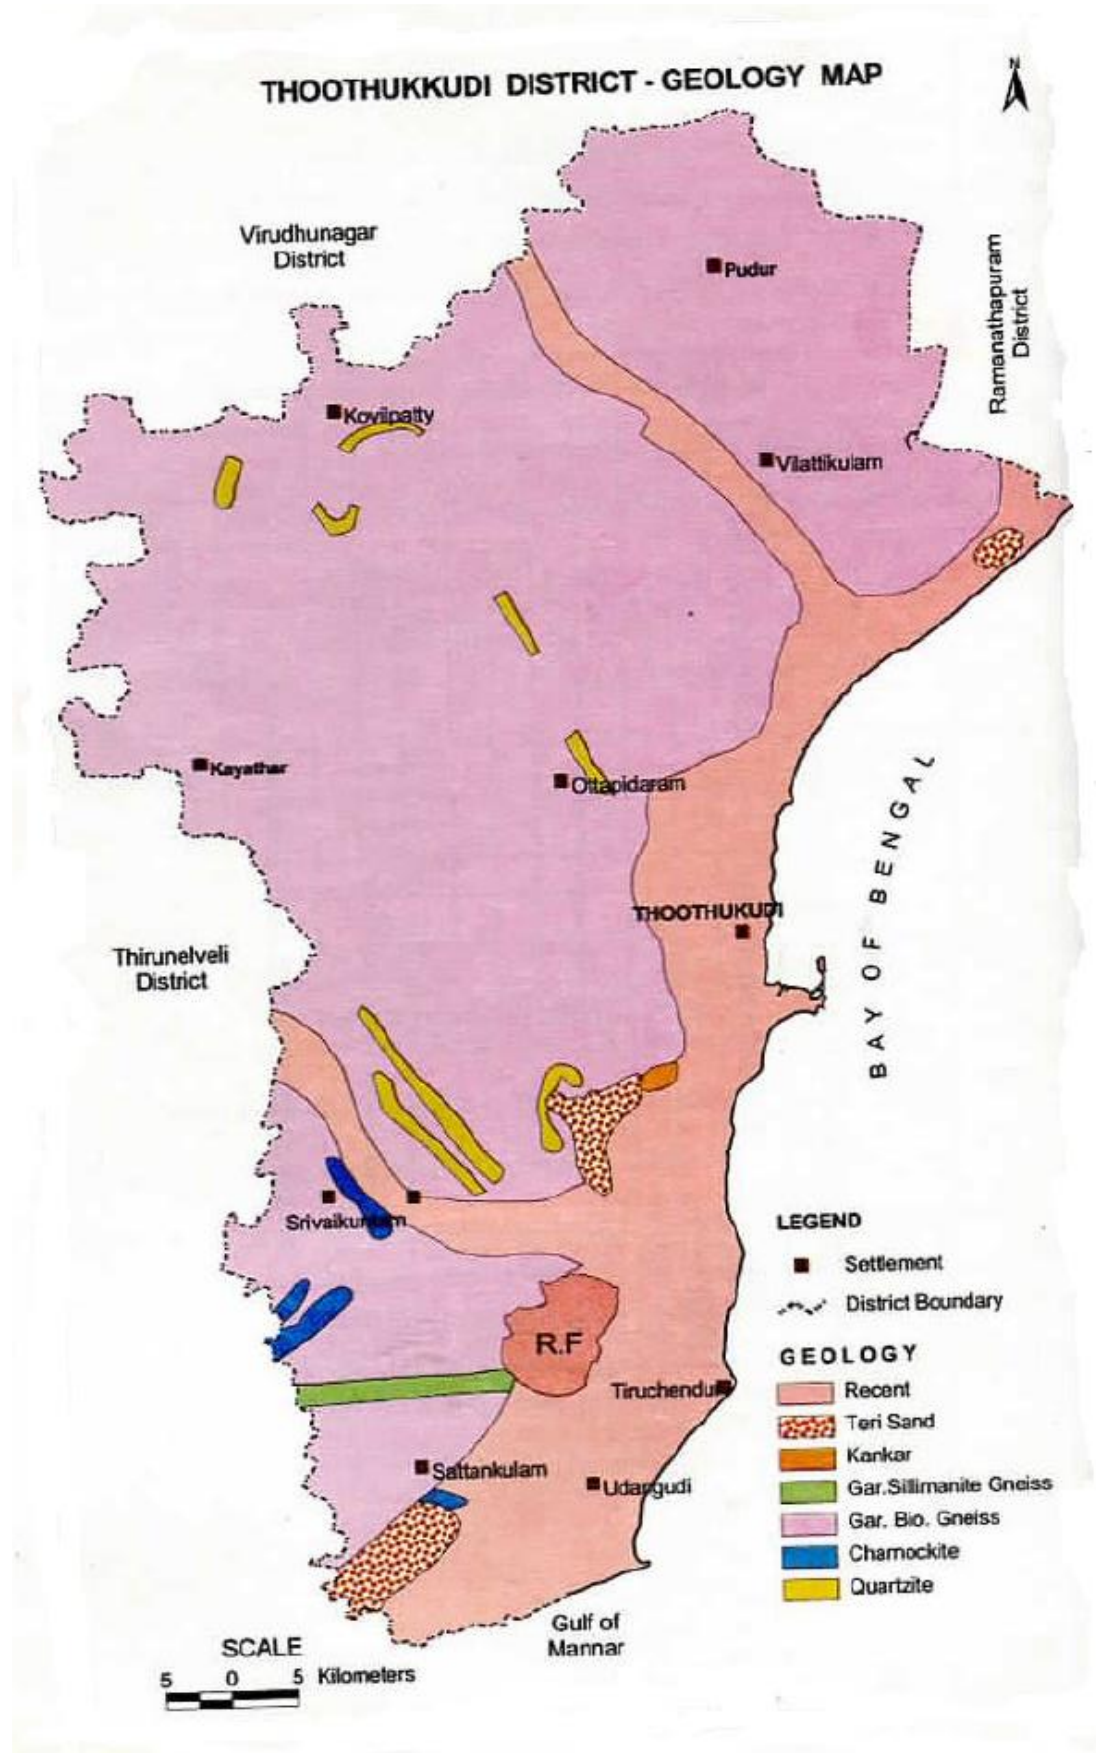 THOOTHUKKUDI DISTRICT - GEOLOGY MAP
N
Virudhunagar
District
Ramanathapuram
District
Pudur
Kovilpatty
Vilattikulam
Kayathar
Ottapidaram
BAY OF BENGAL
THOOTHUKUDI
Thirunelveli
District
Srivaikuntam
R.F
Tiruchendur
Sattankulam
Udangudi
Gulf of
Mannar
LEGEND
Settlement
District Boundary
GEOLOGY
Recent
Teri Sand
Kankar
Gar.Sillimanite Gneiss
Gar. Bio. Gneiss
Charnockite
Quartzite
SCALE
5 0 5 Kilometers